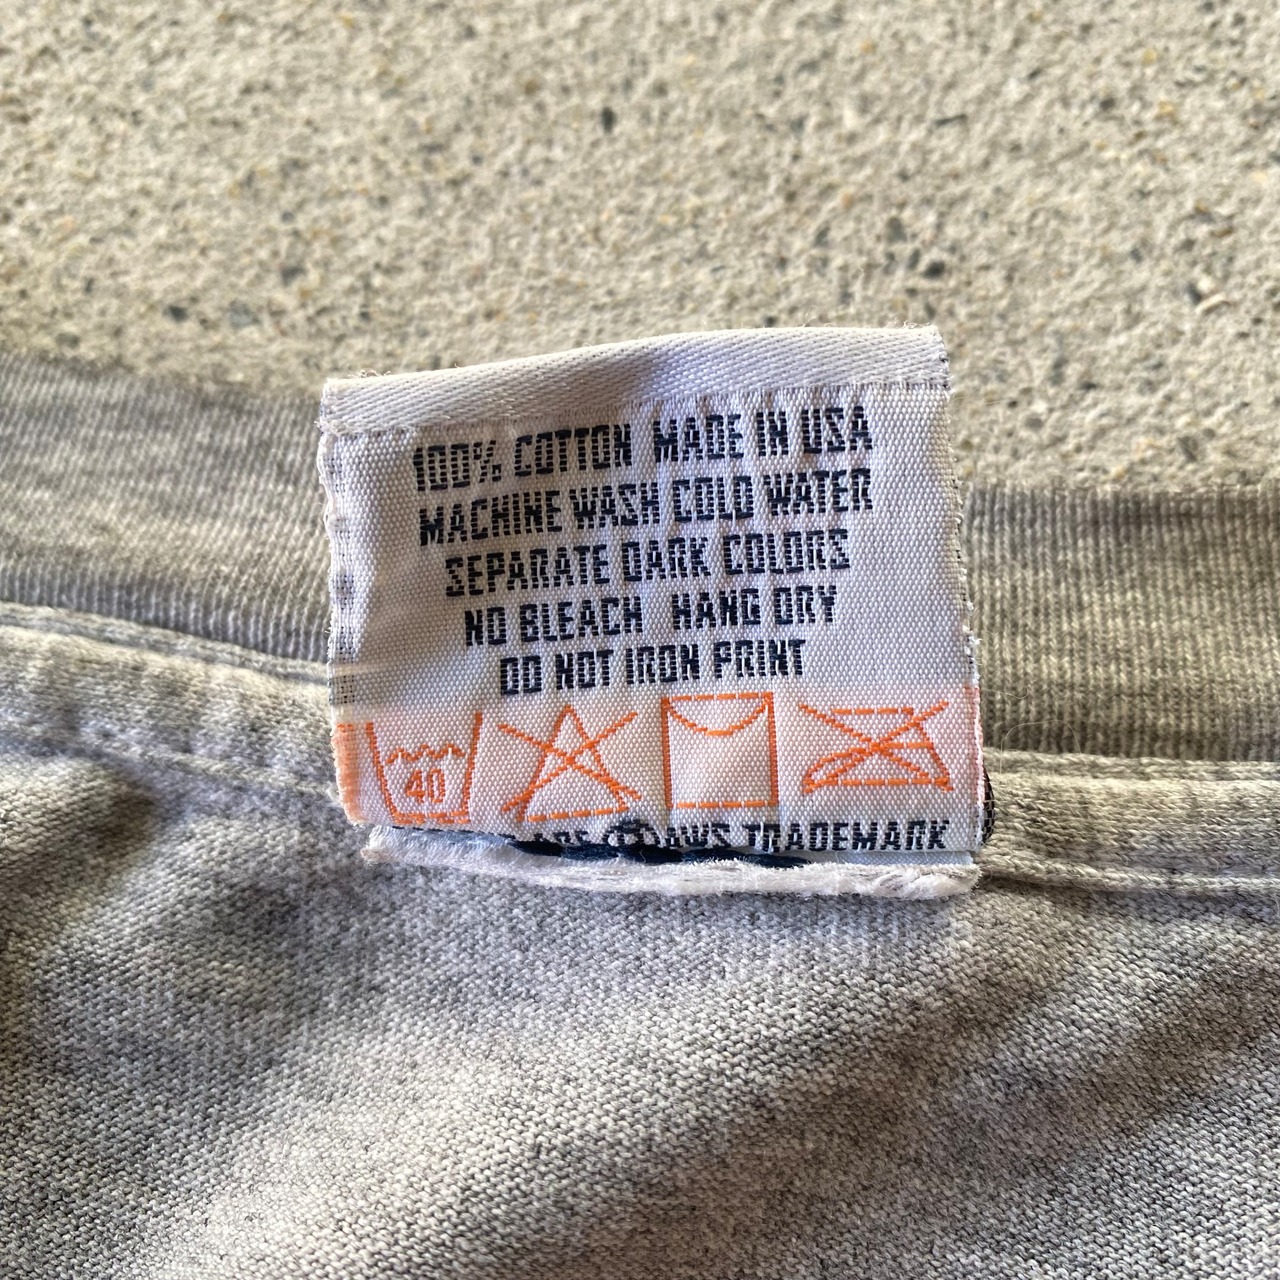 100% COTTON MADE IN USA
MACHINE WASH COLD WATER
SEPARATE DARK COLORS
NO BLEACH HANG DRY
DO NOT IRON PRINT
40
TRADEMARK